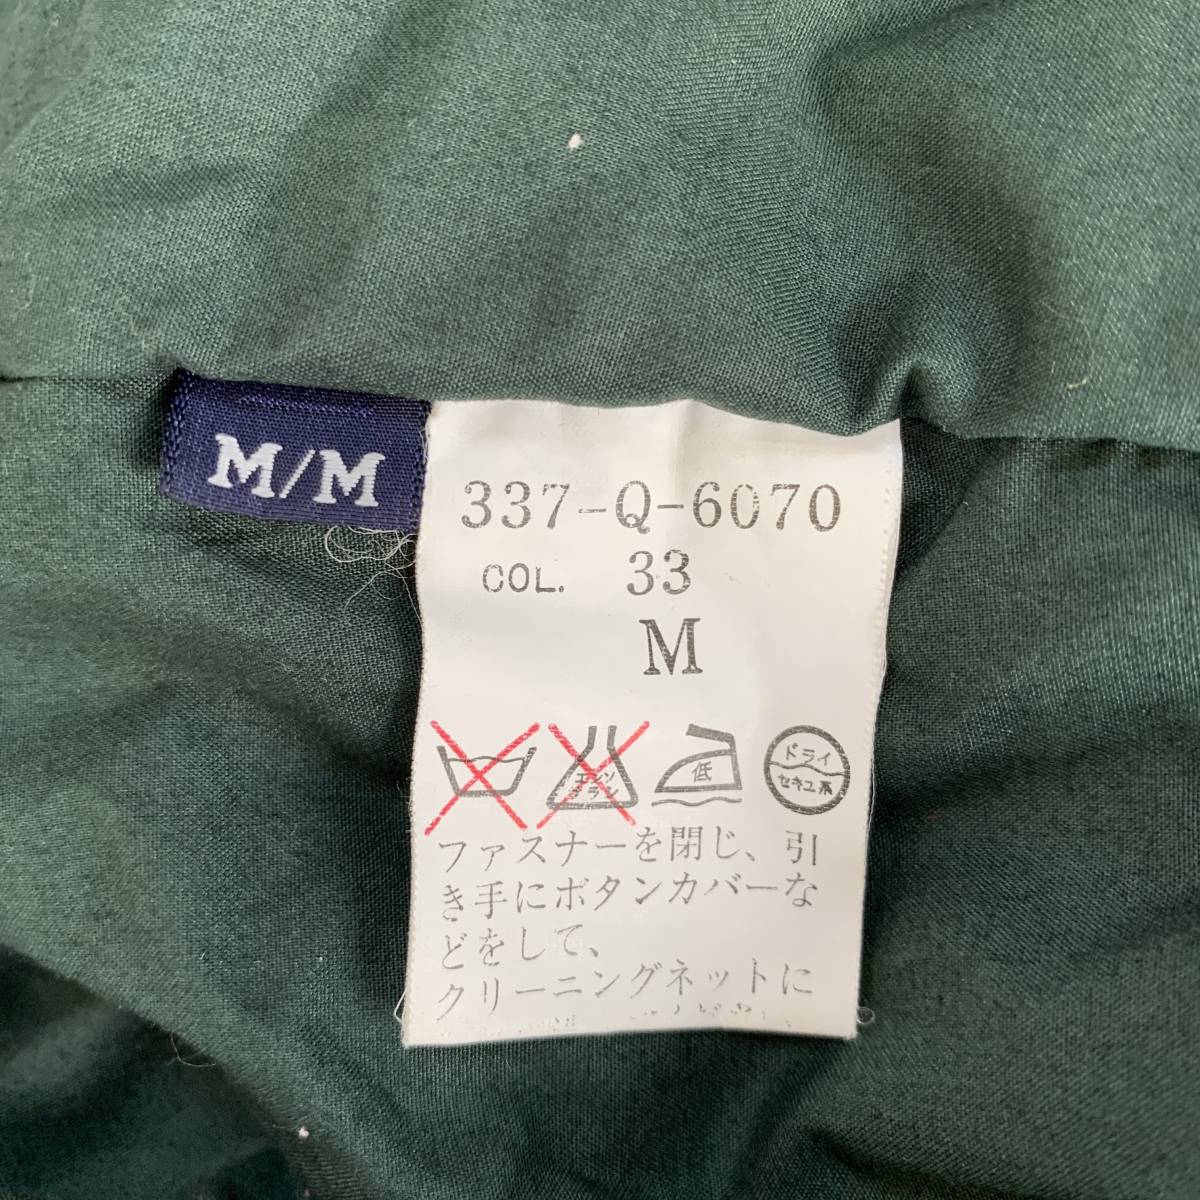 M/M
337-Q-6070
COL. 33
M
エンソ
サラシ
低
ドライ
セキユ系
ファスナーを閉じ、引
き手にボタンカバーな
どをして、
クリーニングネットに